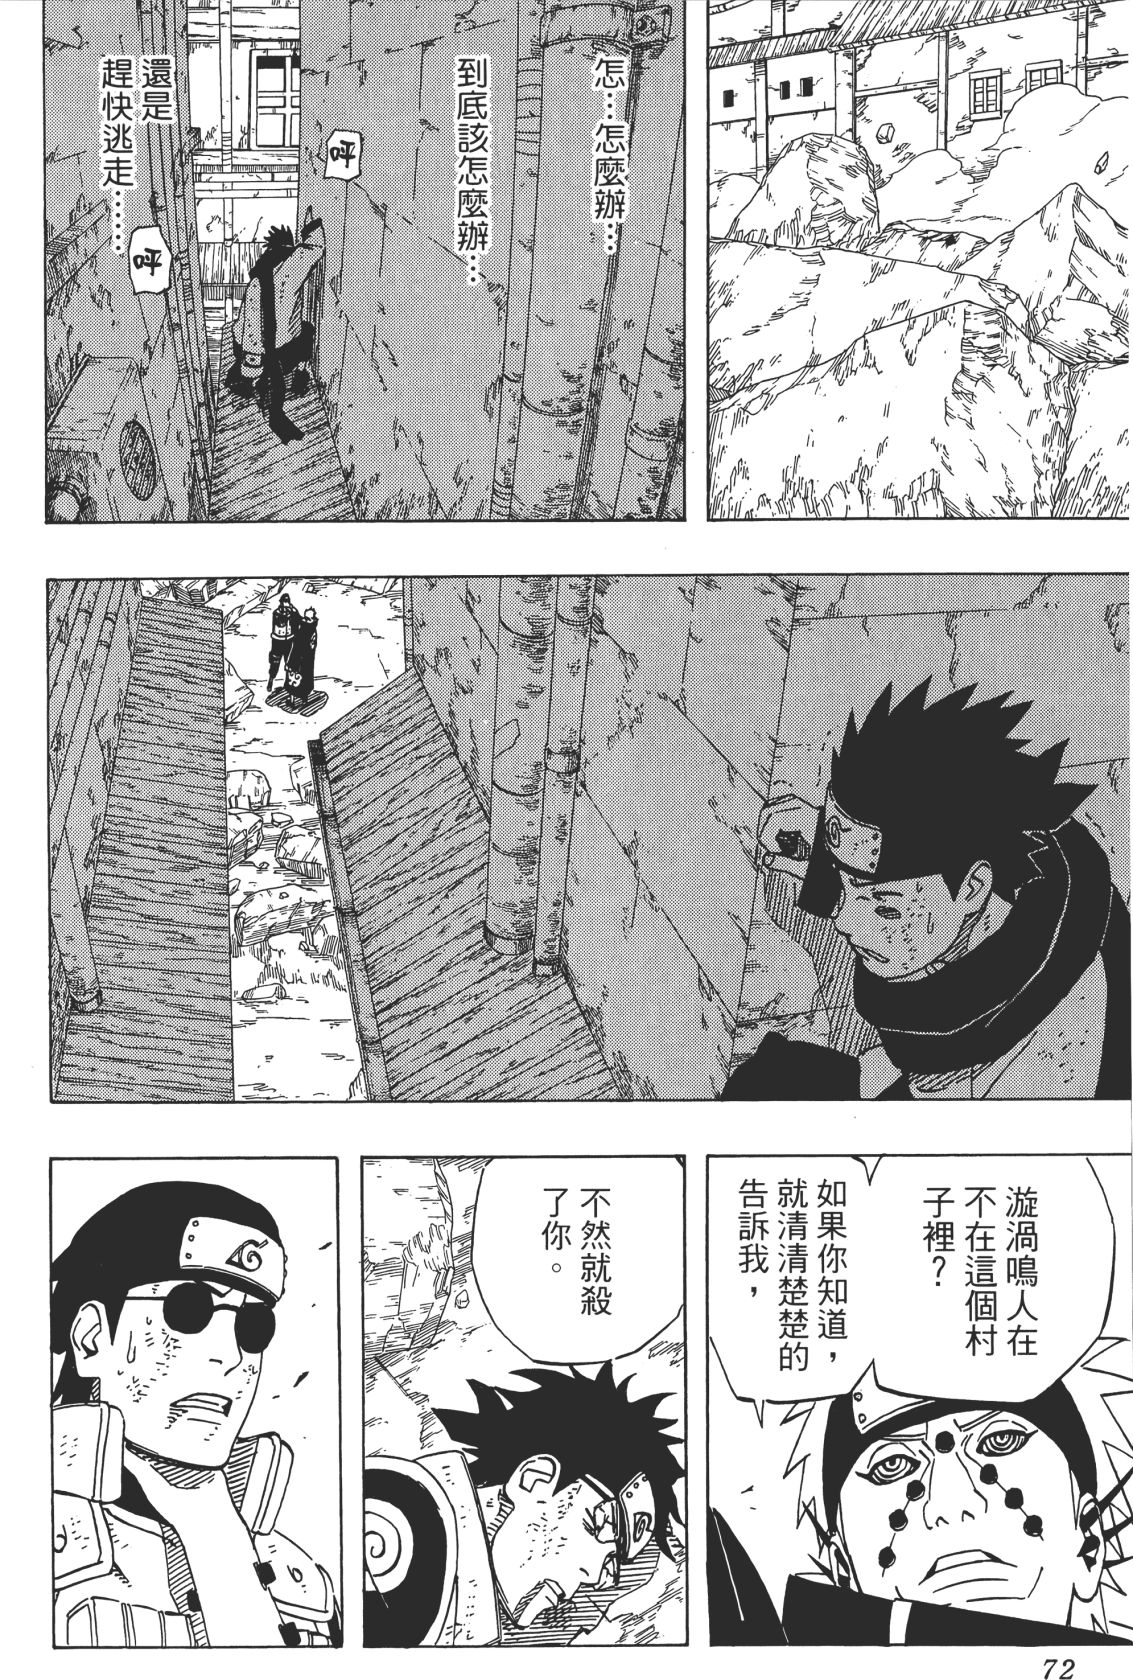 怎…怎麼辦…
到底該怎麼辦…
呼
還是
趕快逃走……
呼
漩渦鳴人在
不在這個村
子裡？
如果你知道，
就清清楚楚的
告訴我，
不然就殺
了你。
72